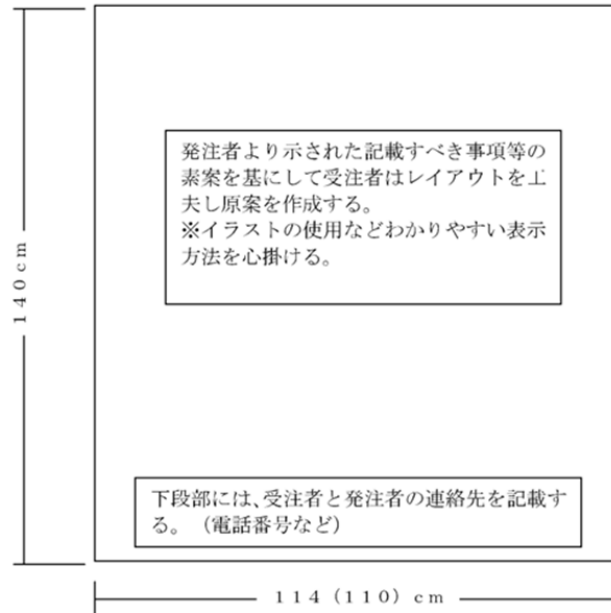 発注者より示された記載すべき事項等の
素案を基にして受注者はレイアウトを工
夫し原案を作成する。
※イラストの使用などわかりやすい表示
方法を心掛ける。
140cm
下段部には、受注者と発注者の連絡先を記載す
る。（電話番号など）
114（110）cm